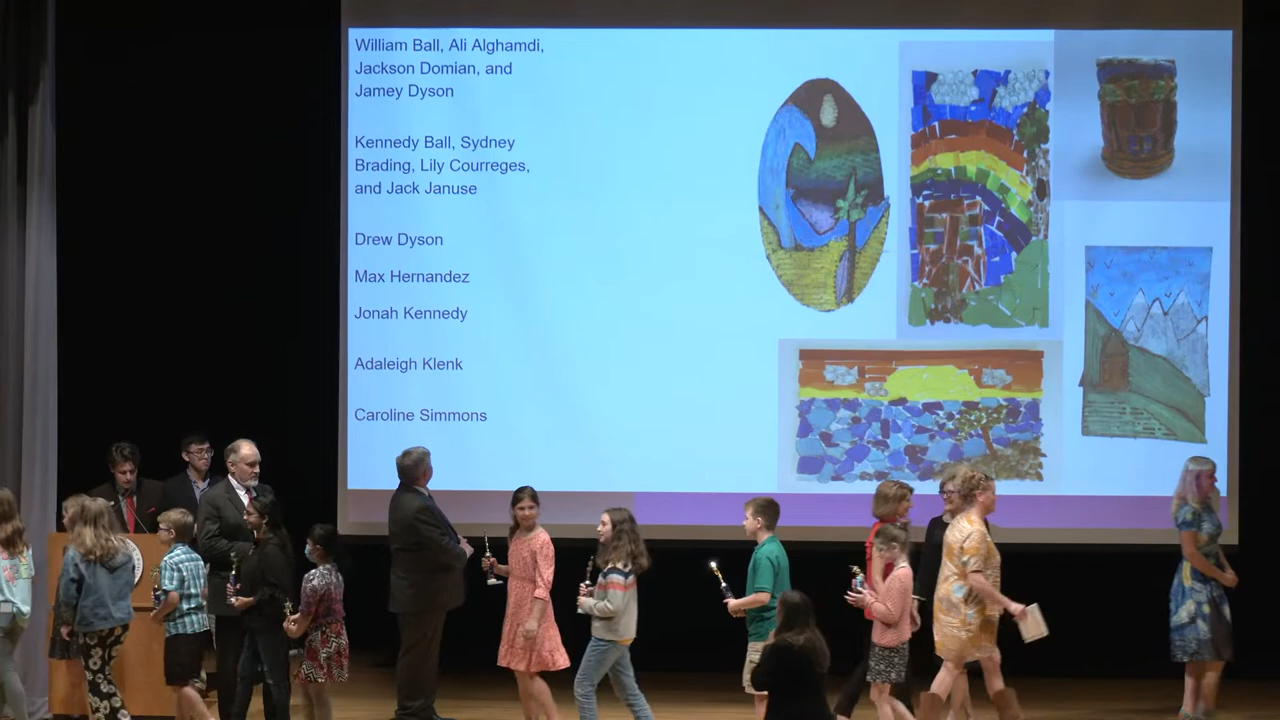 William Ball, Ali Alghamdi,
Jackson Domian, and
Jamey Dyson
Kennedy Ball, Sydney
Brading, Lily Courreges,
and Jack Januse
Drew Dyson
Max Hernandez
Jonah Kennedy
Adaleigh Klenk
Caroline Simmons